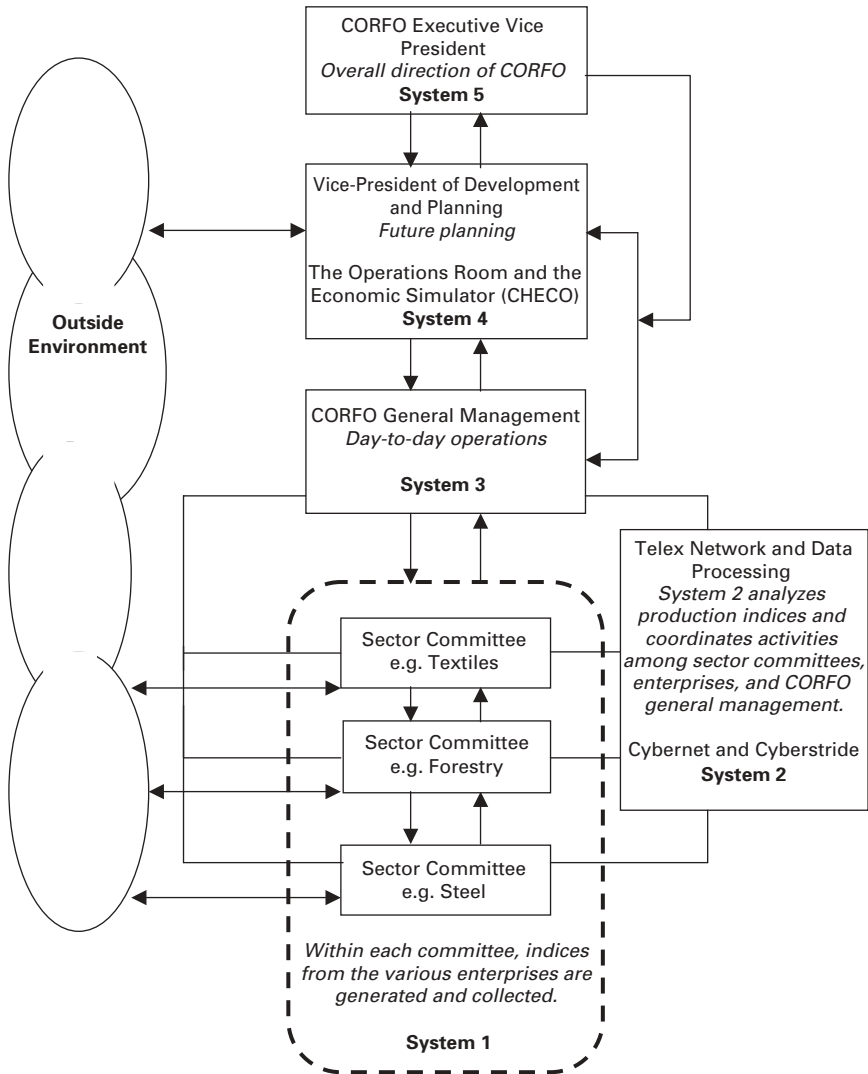 CORFO Executive Vice
President
Overall direction of CORFO
System 5
Vice-President of Development
and Planning
Future planning
The Operations Room and the
Economic Simulator (CHECO)
System 4
Outside
Environment
CORFO General Management
Day-to-day operations
System 3
Telex Network and Data
Processing
System 2 analyzes
production indices and
coordinates activities
among sector committees,
enterprises, and CORFO
general management.
Cybernet and Cyberstride
System 2
Sector Committee
e.g. Textiles
Sector Committee
e.g. Forestry
Sector Committee
e.g. Steel
Within each committee, indices
from the various enterprises are
generated and collected.
System 1